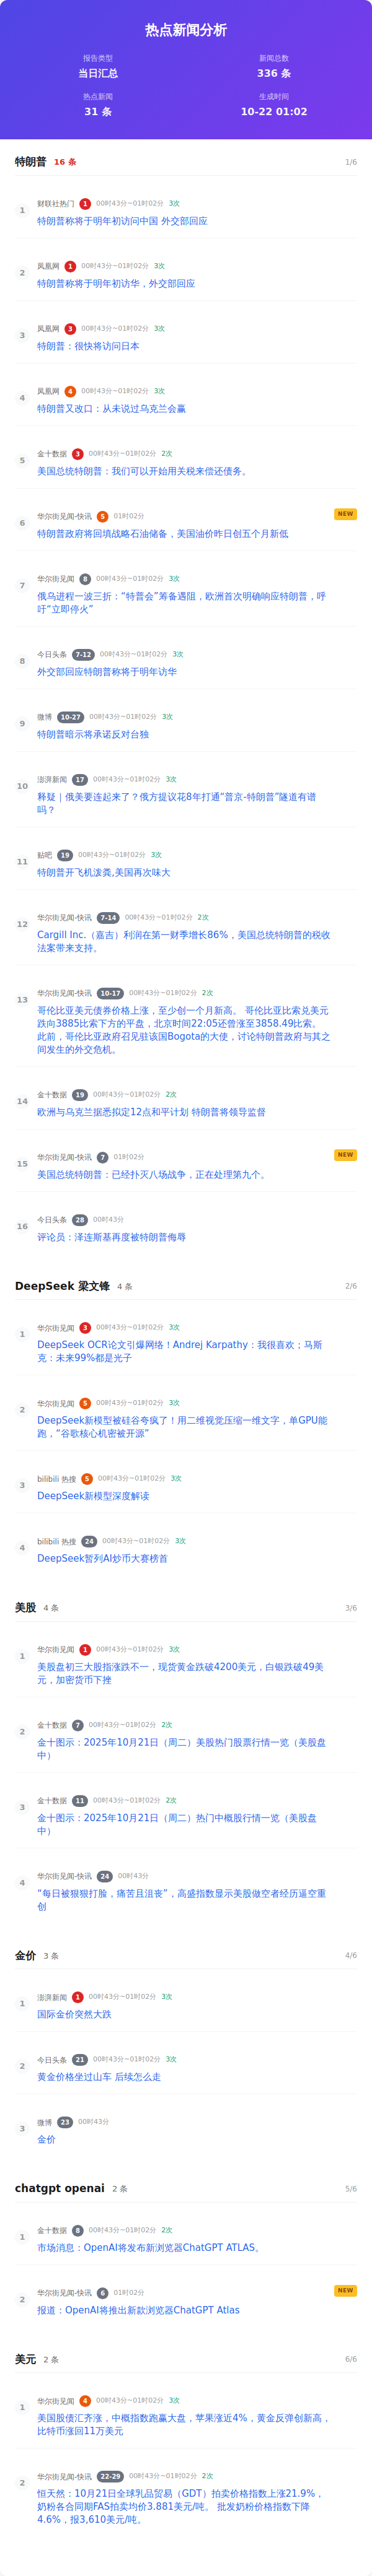 热点新闻分析
报告类型
新闻总数
当日汇总
336 条
热点新闻
生成时间
31 条
10-22 01:02
特朗普 16 条 1/6
1
财联社热门 1 00时43分~01时02分 3次
特朗普称将于明年初访问中国 外交部回应
2
凤凰网 1 00时43分~01时02分 3次
特朗普称将于明年初访华，外交部回应
3
凤凰网 3 00时43分~01时02分 3次
特朗普：很快将访问日本
4
凤凰网 4 00时43分~01时02分 3次
特朗普又改口：从未说过乌克兰会赢
5
金十数据 3 00时43分~01时02分 2次
美国总统特朗普：我们可以开始用关税来偿还债务。
6
华尔街见闻-快讯 5 01时02分 NEW
特朗普政府将回填战略石油储备，美国油价昨日创五个月新低
7
华尔街见闻 8 00时43分~01时02分 3次
俄乌进程一波三折：“特普会”筹备遇阻，欧洲首次明确响应特朗普，呼
吁“立即停火”
8
今日头条 7-12 00时43分~01时02分 3次
外交部回应特朗普称将于明年访华
9
微博 10-27 00时43分~01时02分 3次
特朗普暗示将承诺反对台独
10
澎湃新闻 17 00时43分~01时02分 3次
释疑｜俄美要连起来了？俄方提议花8年打通“普京-特朗普”隧道有谱
吗？
11
贴吧 19 00时43分~01时02分 3次
特朗普开飞机泼粪,美国再次味大
12
华尔街见闻-快讯 7-14 00时43分~01时02分 2次
Cargill Inc.（嘉吉）利润在第一财季增长86%，美国总统特朗普的税收
法案带来支持。
13
华尔街见闻-快讯 10-17 00时43分~01时02分 2次
哥伦比亚美元债券价格上涨，至少创一个月新高。 哥伦比亚比索兑美元
跌向3885比索下方的平盘，北京时间22:05还曾涨至3858.49比索。
此前，哥伦比亚政府召见驻该国Bogota的大使，讨论特朗普政府与其之
间发生的外交危机。
14
金十数据 19 00时43分~01时02分 2次
欧洲与乌克兰据悉拟定12点和平计划 特朗普将领导监督
15
华尔街见闻-快讯 7 01时02分 NEW
美国总统特朗普：已经扑灭八场战争，正在处理第九个。
16
今日头条 28 00时43分
评论员：泽连斯基再度被特朗普侮辱
DeepSeek 梁文锋 4 条 2/6
1
华尔街见闻 3 00时43分~01时02分 3次
DeepSeek OCR论文引爆网络！Andrej Karpathy：我很喜欢；马斯
克：未来99%都是光子
2
华尔街见闻 5 00时43分~01时02分 3次
DeepSeek新模型被硅谷夸疯了！用二维视觉压缩一维文字，单GPU能
跑，“谷歌核心机密被开源”
3
bilibili 热搜 5 00时43分~01时02分 3次
DeepSeek新模型深度解读
4
bilibili 热搜 24 00时43分~01时02分 3次
DeepSeek暂列AI炒币大赛榜首
美股 4 条 3/6
1
华尔街见闻 1 00时43分~01时02分 3次
美股盘初三大股指涨跌不一，现货黄金跌破4200美元，白银跌破49美
元，加密货币下挫
2
金十数据 7 00时43分~01时02分 2次
金十图示：2025年10月21日（周二）美股热门股票行情一览（美股盘
中）
3
金十数据 11 00时43分~01时02分 2次
金十图示：2025年10月21日（周二）热门中概股行情一览（美股盘
中）
4
华尔街见闻-快讯 24 00时43分
“每日被狠狠打脸，痛苦且沮丧”，高盛指数显示美股做空者经历逼空重
创
金价 3 条 4/6
1
澎湃新闻 1 00时43分~01时02分 3次
国际金价突然大跌
2
今日头条 21 00时43分~01时02分 3次
黄金价格坐过山车 后续怎么走
3
微博 23 00时43分
金价
chatgpt openai 2 条 5/6
1
金十数据 8 00时43分~01时02分 2次
市场消息：OpenAI将发布新浏览器ChatGPT ATLAS。
2
华尔街见闻-快讯 6 01时02分 NEW
报道：OpenAI将推出新款浏览器ChatGPT Atlas
美元 2 条 6/6
1
华尔街见闻 4 00时43分~01时02分 3次
美国股债汇齐涨，中概指数跑赢大盘，苹果涨近4%，黄金反弹创新高，
比特币涨回11万美元
2
华尔街见闻-快讯 22-29 00时43分~01时02分 2次
恒天然：10月21日全球乳品贸易（GDT）拍卖价格指数上涨21.9%，
奶粉各合同期FAS拍卖均价3.881美元/吨。 批发奶粉价格指数下降
4.6%，报3,610美元/吨。